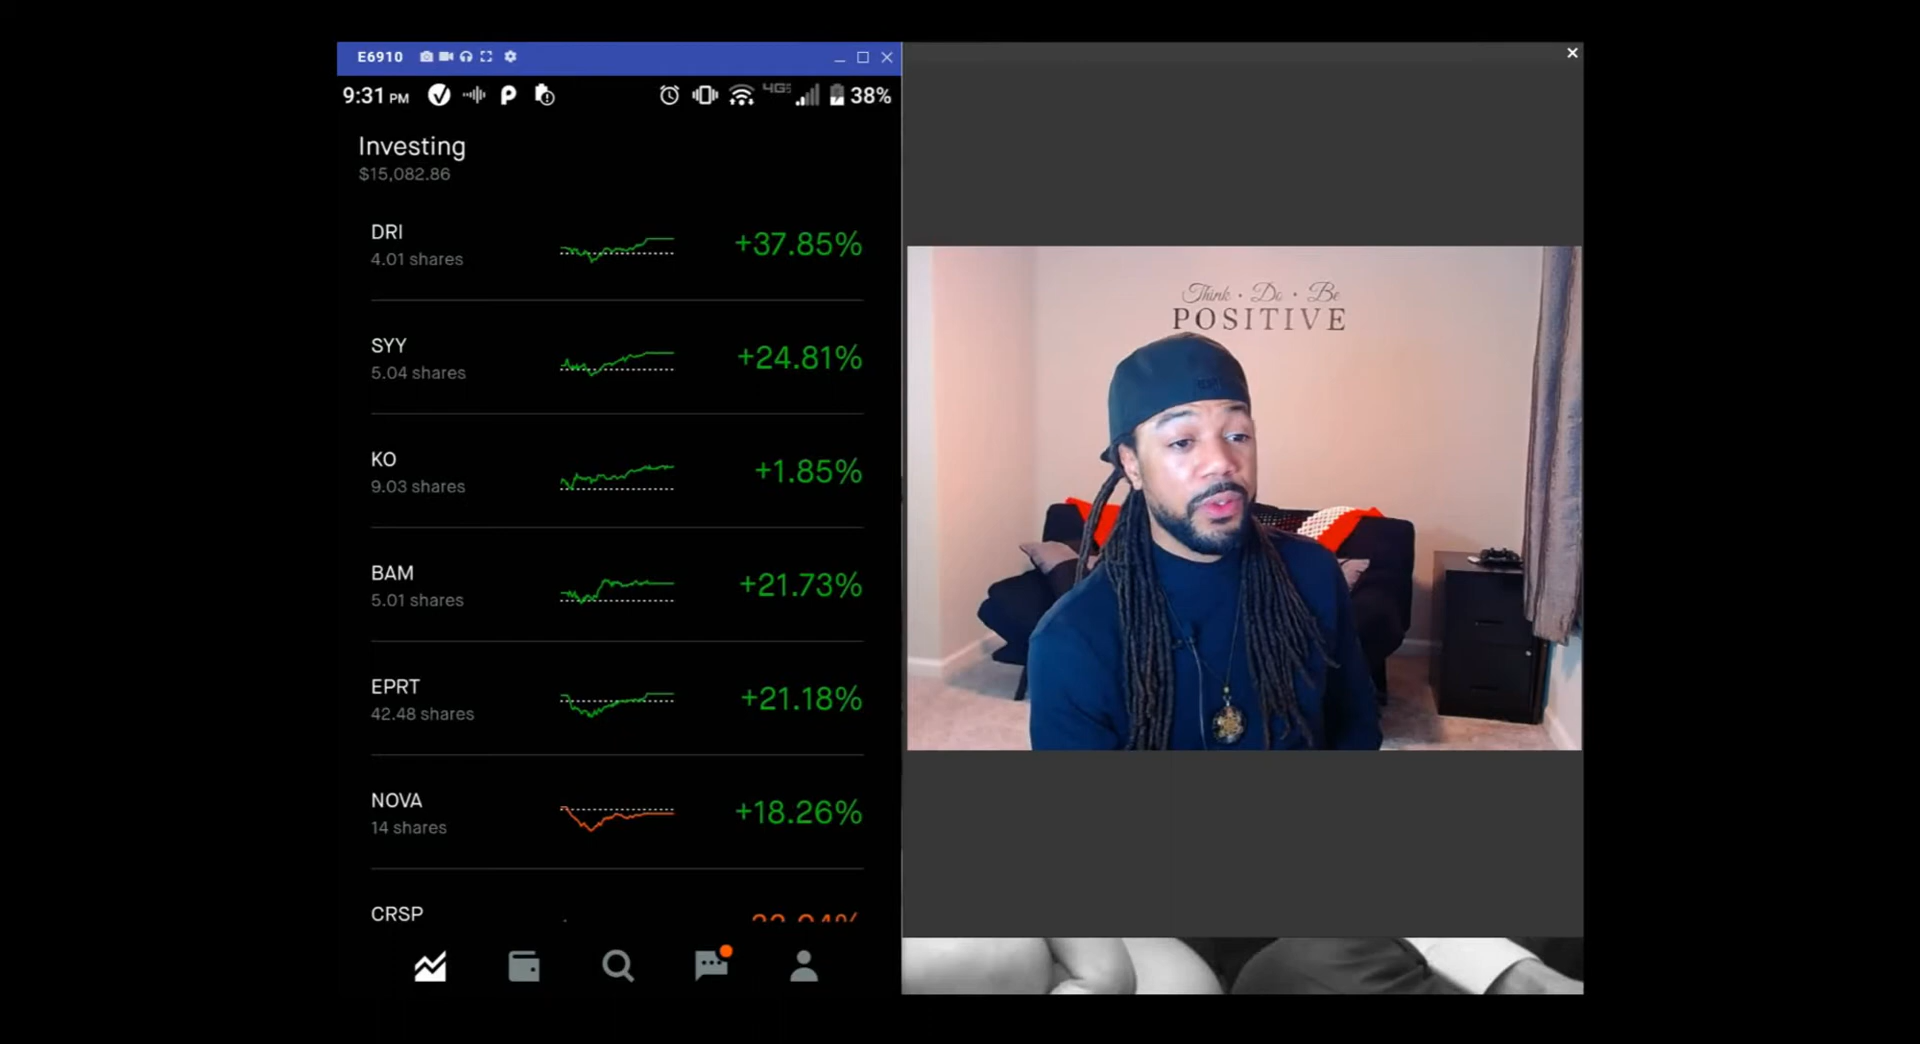 E6910
9:31 PM
4G
38%
Investing
$15,082.86
DRI
4.01 shares
+37.85%
SYY
5.04 shares
+24.81%
KO
9.03 shares
+1.85%
BAM
5.01 shares
+21.73%
EPRT
42.48 shares
+21.18%
NOVA
14 shares
+18.26%
CRSP
Think · Do · Be
POSITIVE